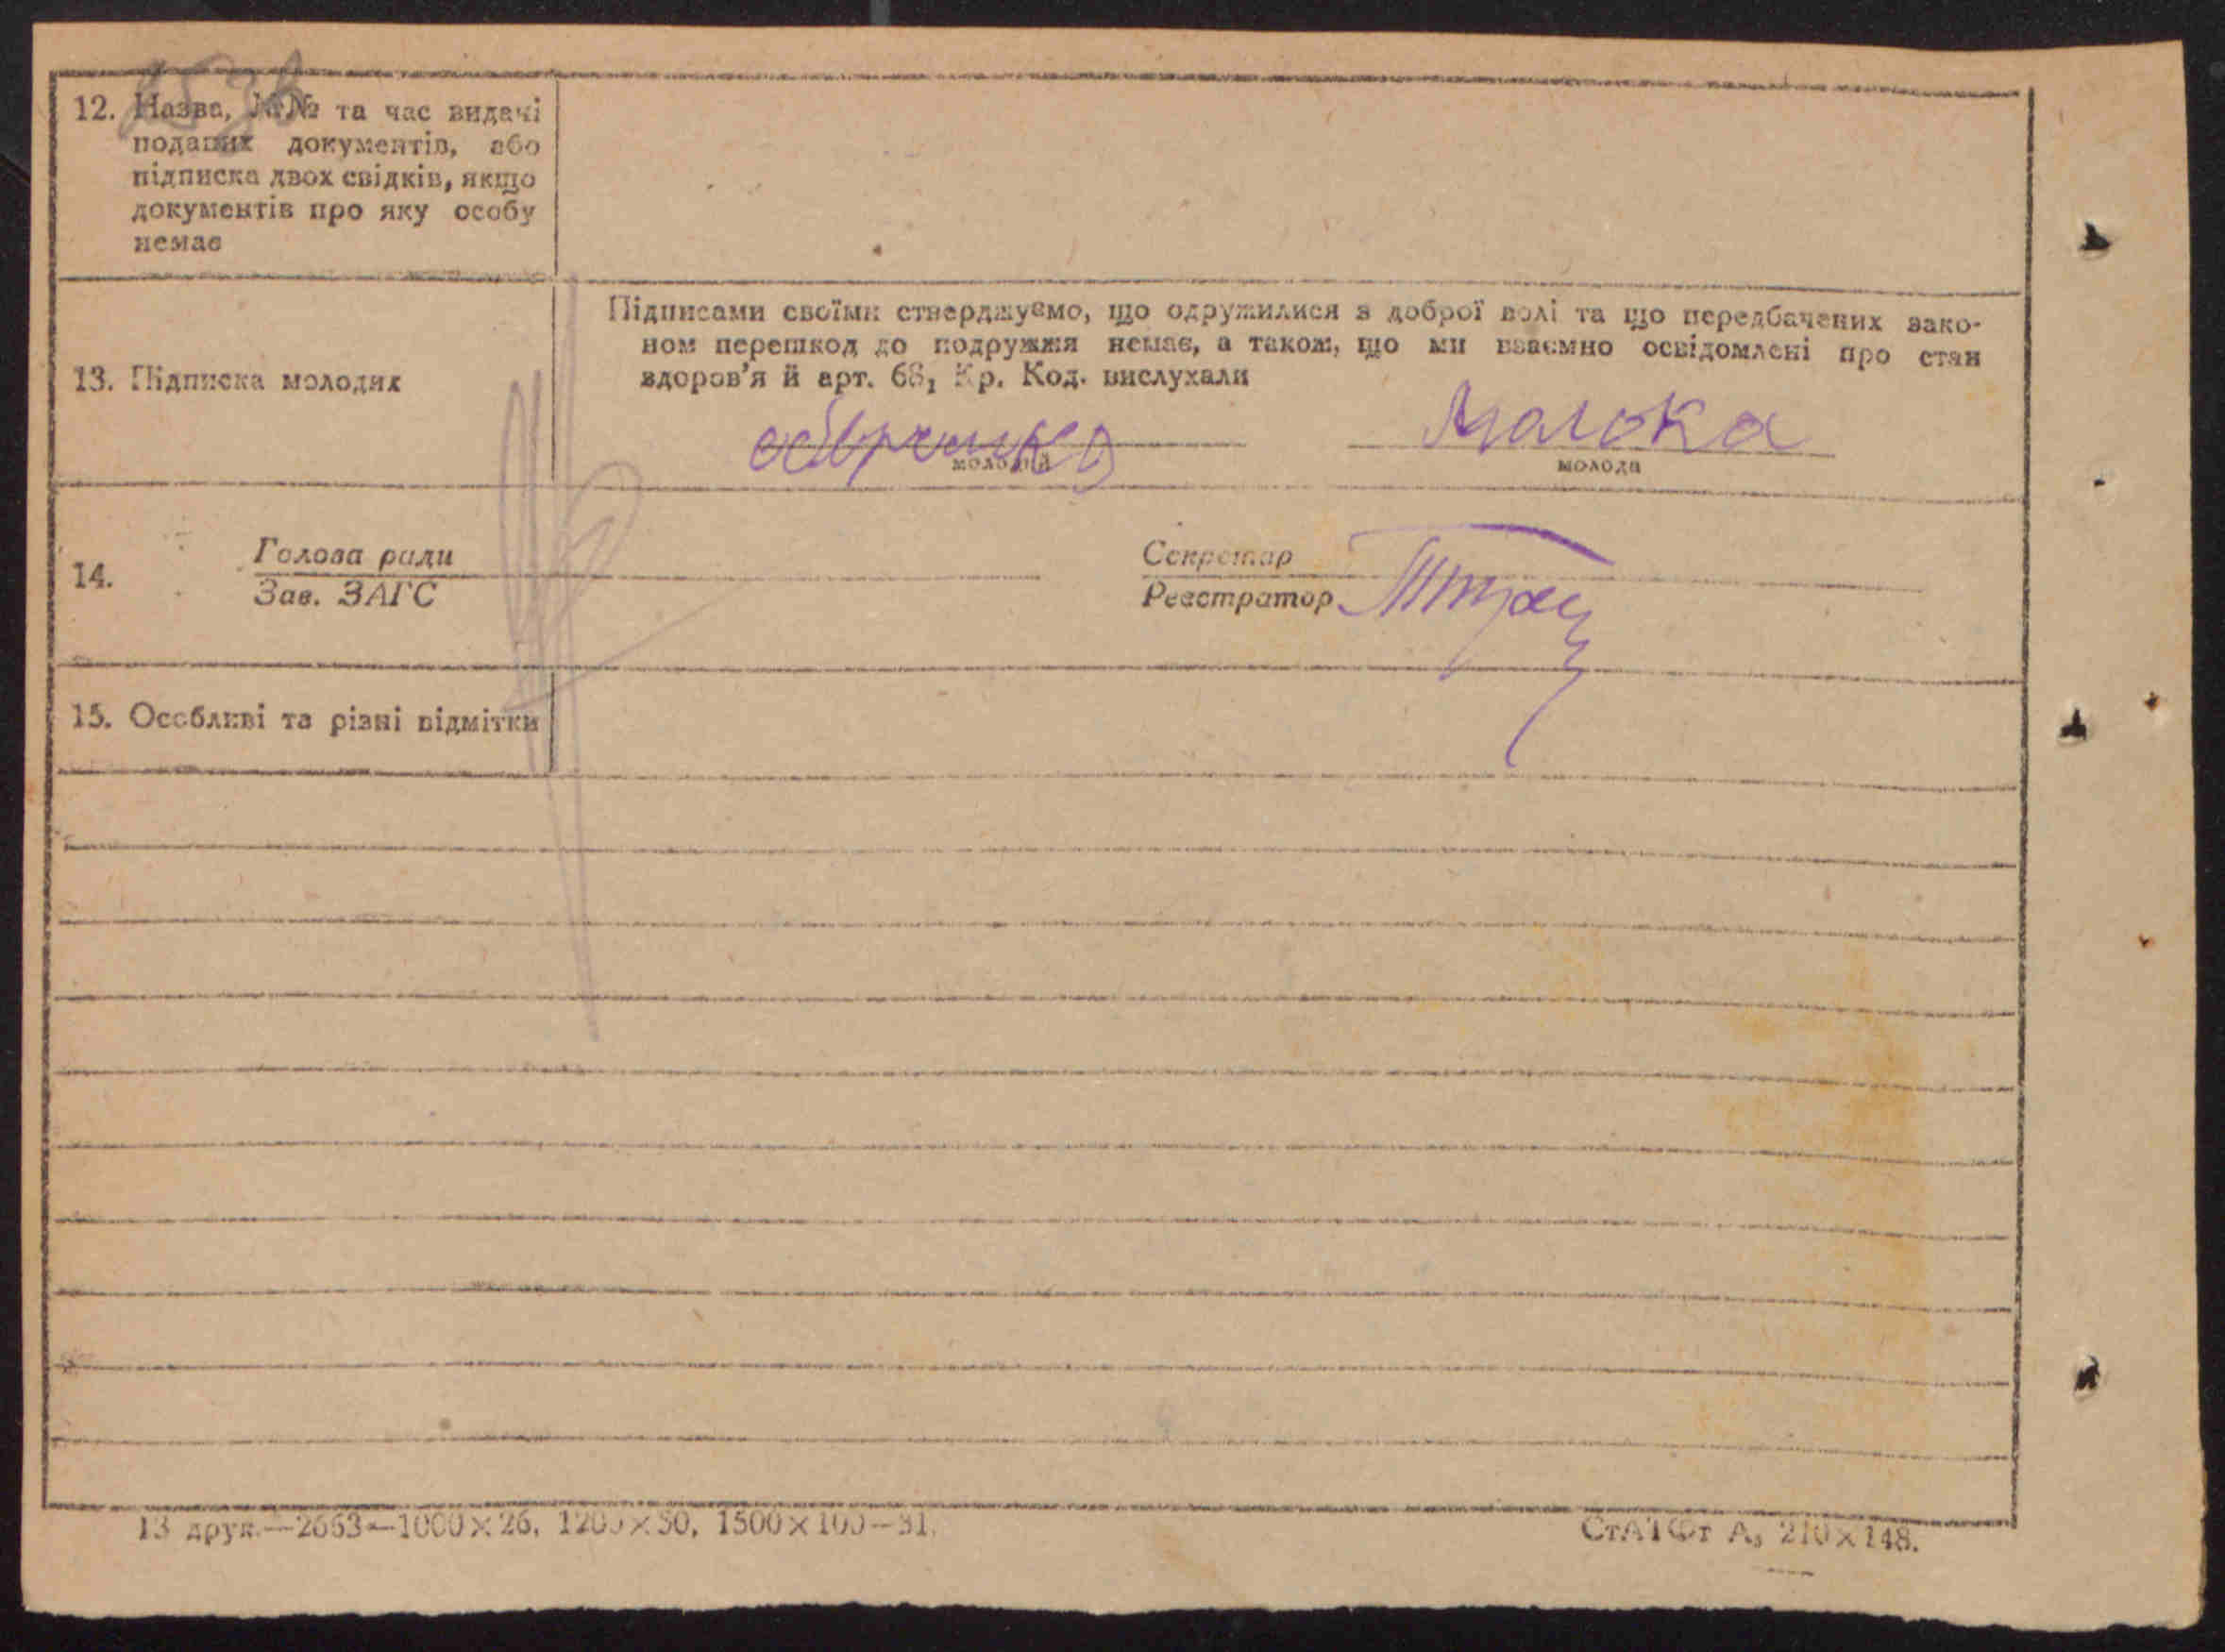 12. Назва, №№ та час видачі
поданих документів, або
підписка двох свідків, якщо
документів про яку особу
немає
Підписами своїми стверджуємо, що одружилися з доброї волі та що передбачених зако-
ном перешкод до подружжя немає, а також, що ми взаємно освідомлені про стан
здоров'я й арт. 68, Кр. Код. вислухали
13. Підписка молодих
Малока
молодий
молода
14.
Голова ради
Зав. ЗАГС
Секретар
Реєстратор
15. Особливі та різні відмітки
13 друк.—2663—1000×26, 1200×50, 1500×100—31.
СтАТФт А₅ 210×148.